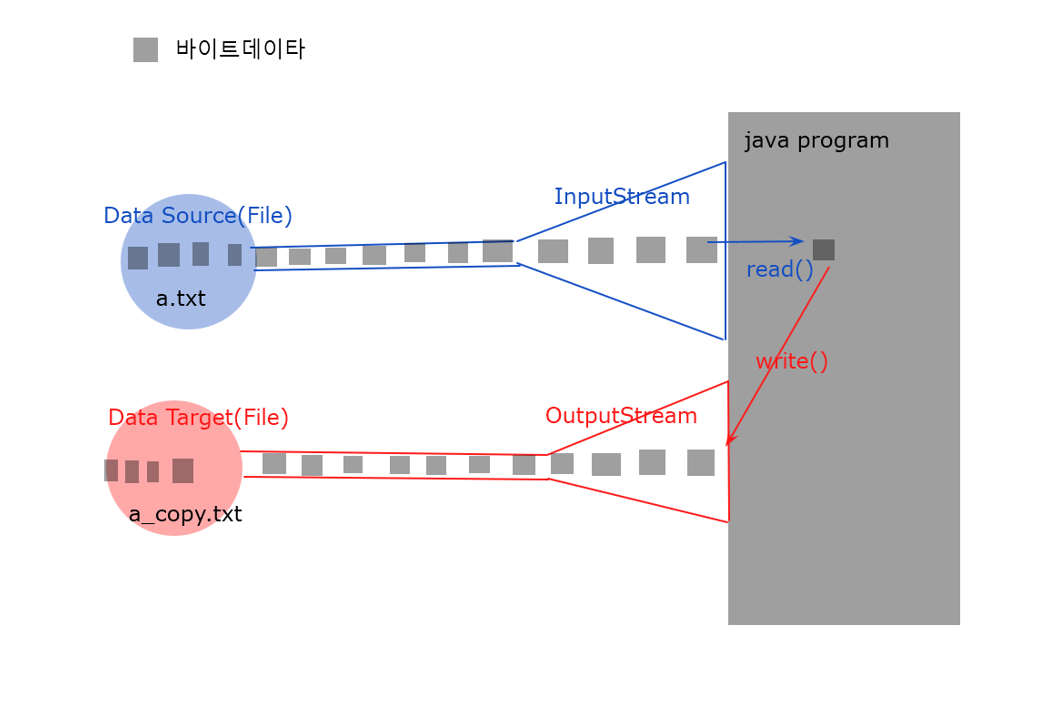 바이트데이타
java program
InputStream
Data Source(File)
read()
a.txt
write()
OutputStream
Data Target(File)
a_copy.txt